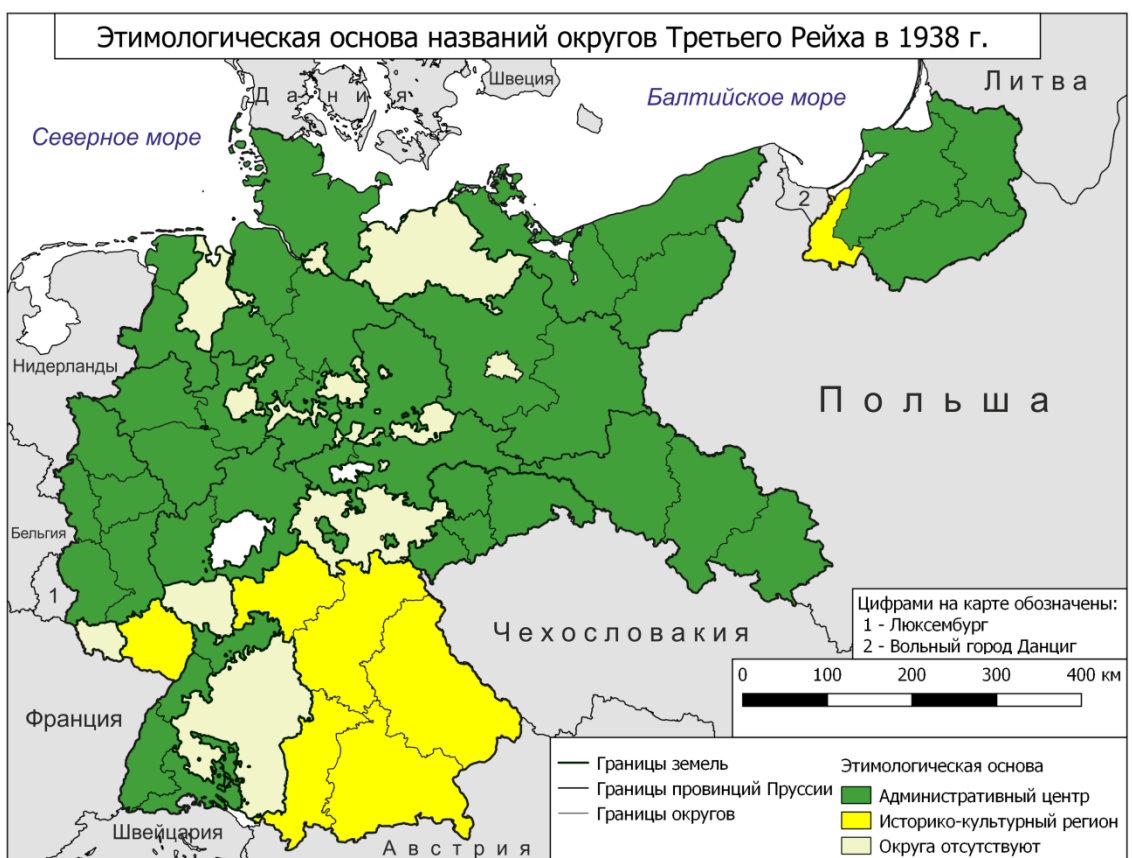 Этимологическая основа названий округов Третьего Рейха в 1938 г.
Швеция
Литва
Дания
Балтийское море
Северное море
2
Нидерланды
Польша
Бельгия
1
Цифрами на карте обозначены:
1 - Люксембург
2 - Вольный город Данциг
Чехословакия
0 100 200 300 400 км
Франция
Границы земель
Границы провинций Пруссии
Границы округов
Этимологическая основа
Административный центр
Историко-культурный регион
Округа отсутствуют
Швейцария
Австрия